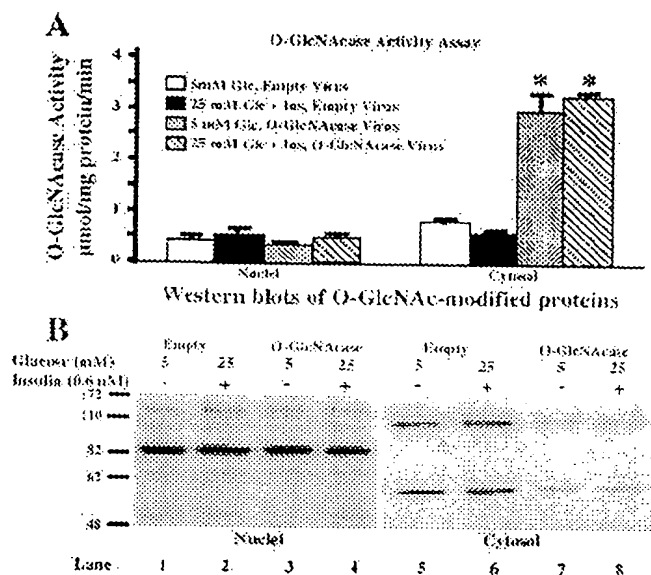 A
O-GlcNAcase Activity Assay
O-GlcNAcase Activity
μmol/mg protein/min
4
3
2
1
0
5mM Glc, Empty Virus
25 mM Glc + Ins, Empty Virus
5 mM Glc, O-GlcNAcase Virus
25 mM Glc + Ins, O-GlcNAcase Virus
* *
Nuclei Cytosol
Western blots of O-GlcNAc-modified proteins
B
Empty O-GlcNAcase Empty O-GlcNAcase
Glucose (mM) 5 25 5 25 5 25 5 25
Insulin (0.6 nM) - + - + - + - +
172
110
82
62
48
Nuclei Cytosol
Lane 1 2 3 4 5 6 7 8